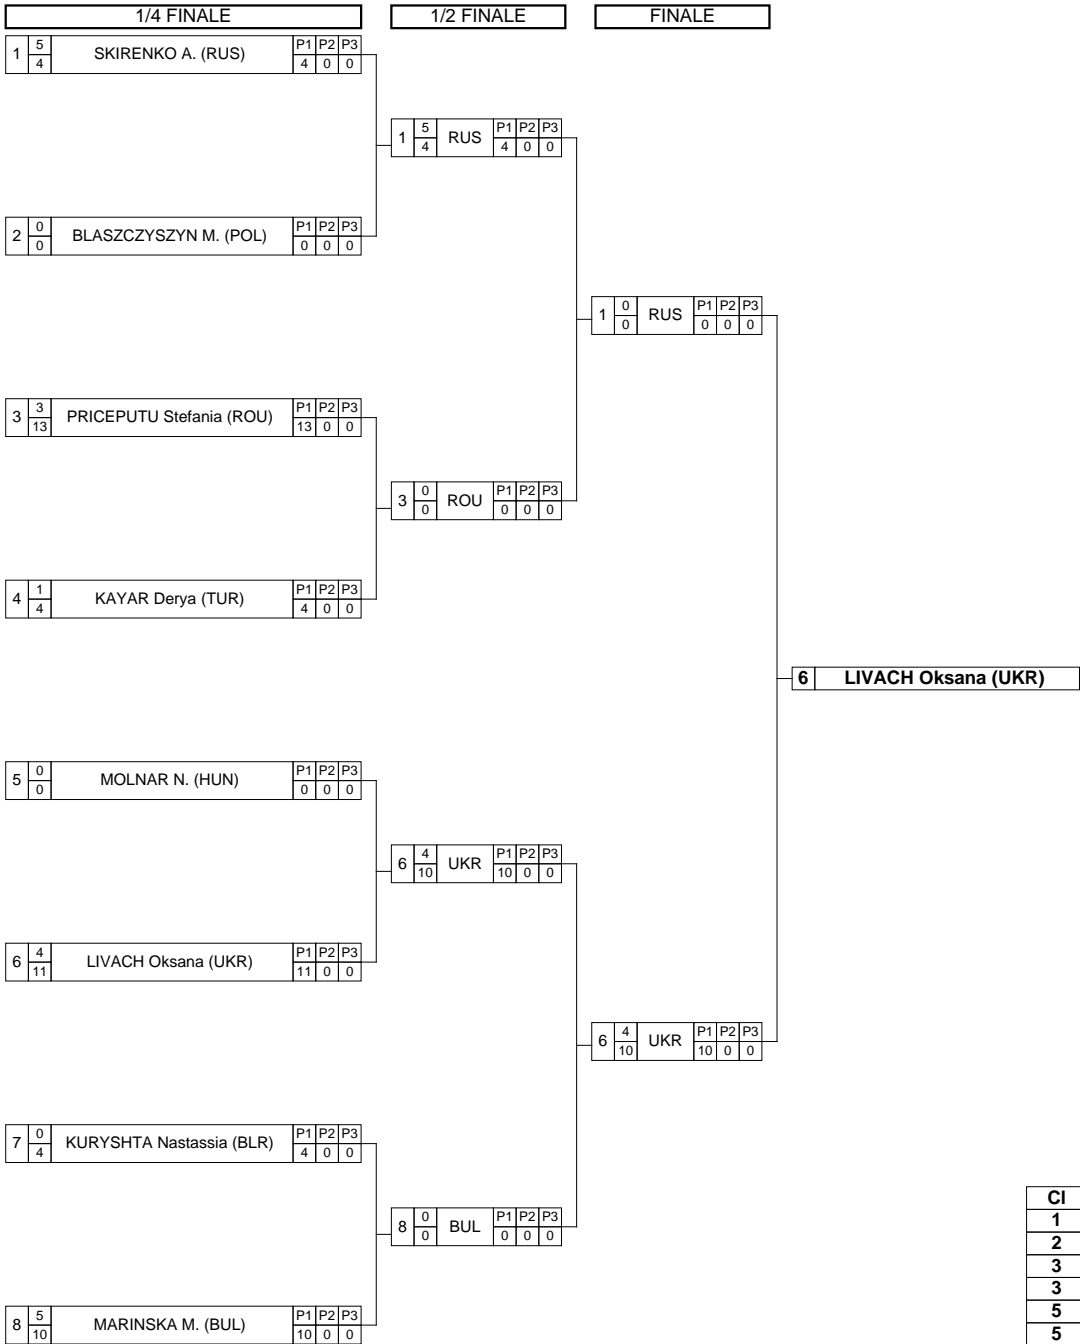 1/4 FINALE 1/2 FINALE FINALE
1 5 4 SKIRENKO A. (RUS) P1 P2 P3 4 0 0
1 5 4 RUS P1 P2 P3 4 0 0
2 0 0 BLASZCZYSZYN M. (POL) P1 P2 P3 0 0 0
1 0 0 RUS P1 P2 P3 0 0 0
3 3 13 PRICEPUTU Stefania (ROU) P1 P2 P3 13 0 0
3 0 0 ROU P1 P2 P3 0 0 0
4 1 4 KAYAR Derya (TUR) P1 P2 P3 4 0 0
6 LIVACH Oksana (UKR)
5 0 0 MOLNAR N. (HUN) P1 P2 P3 0 0 0
6 4 10 UKR P1 P2 P3 10 0 0
6 4 11 LIVACH Oksana (UKR) P1 P2 P3 11 0 0
6 4 10 UKR P1 P2 P3 10 0 0
7 0 4 KURYSHTA Nastassia (BLR) P1 P2 P3 4 0 0
8 0 0 BUL P1 P2 P3 0 0 0
8 5 10 MARINSKA M. (BUL) P1 P2 P3 10 0 0
Cl
1
2
3
3
5
5